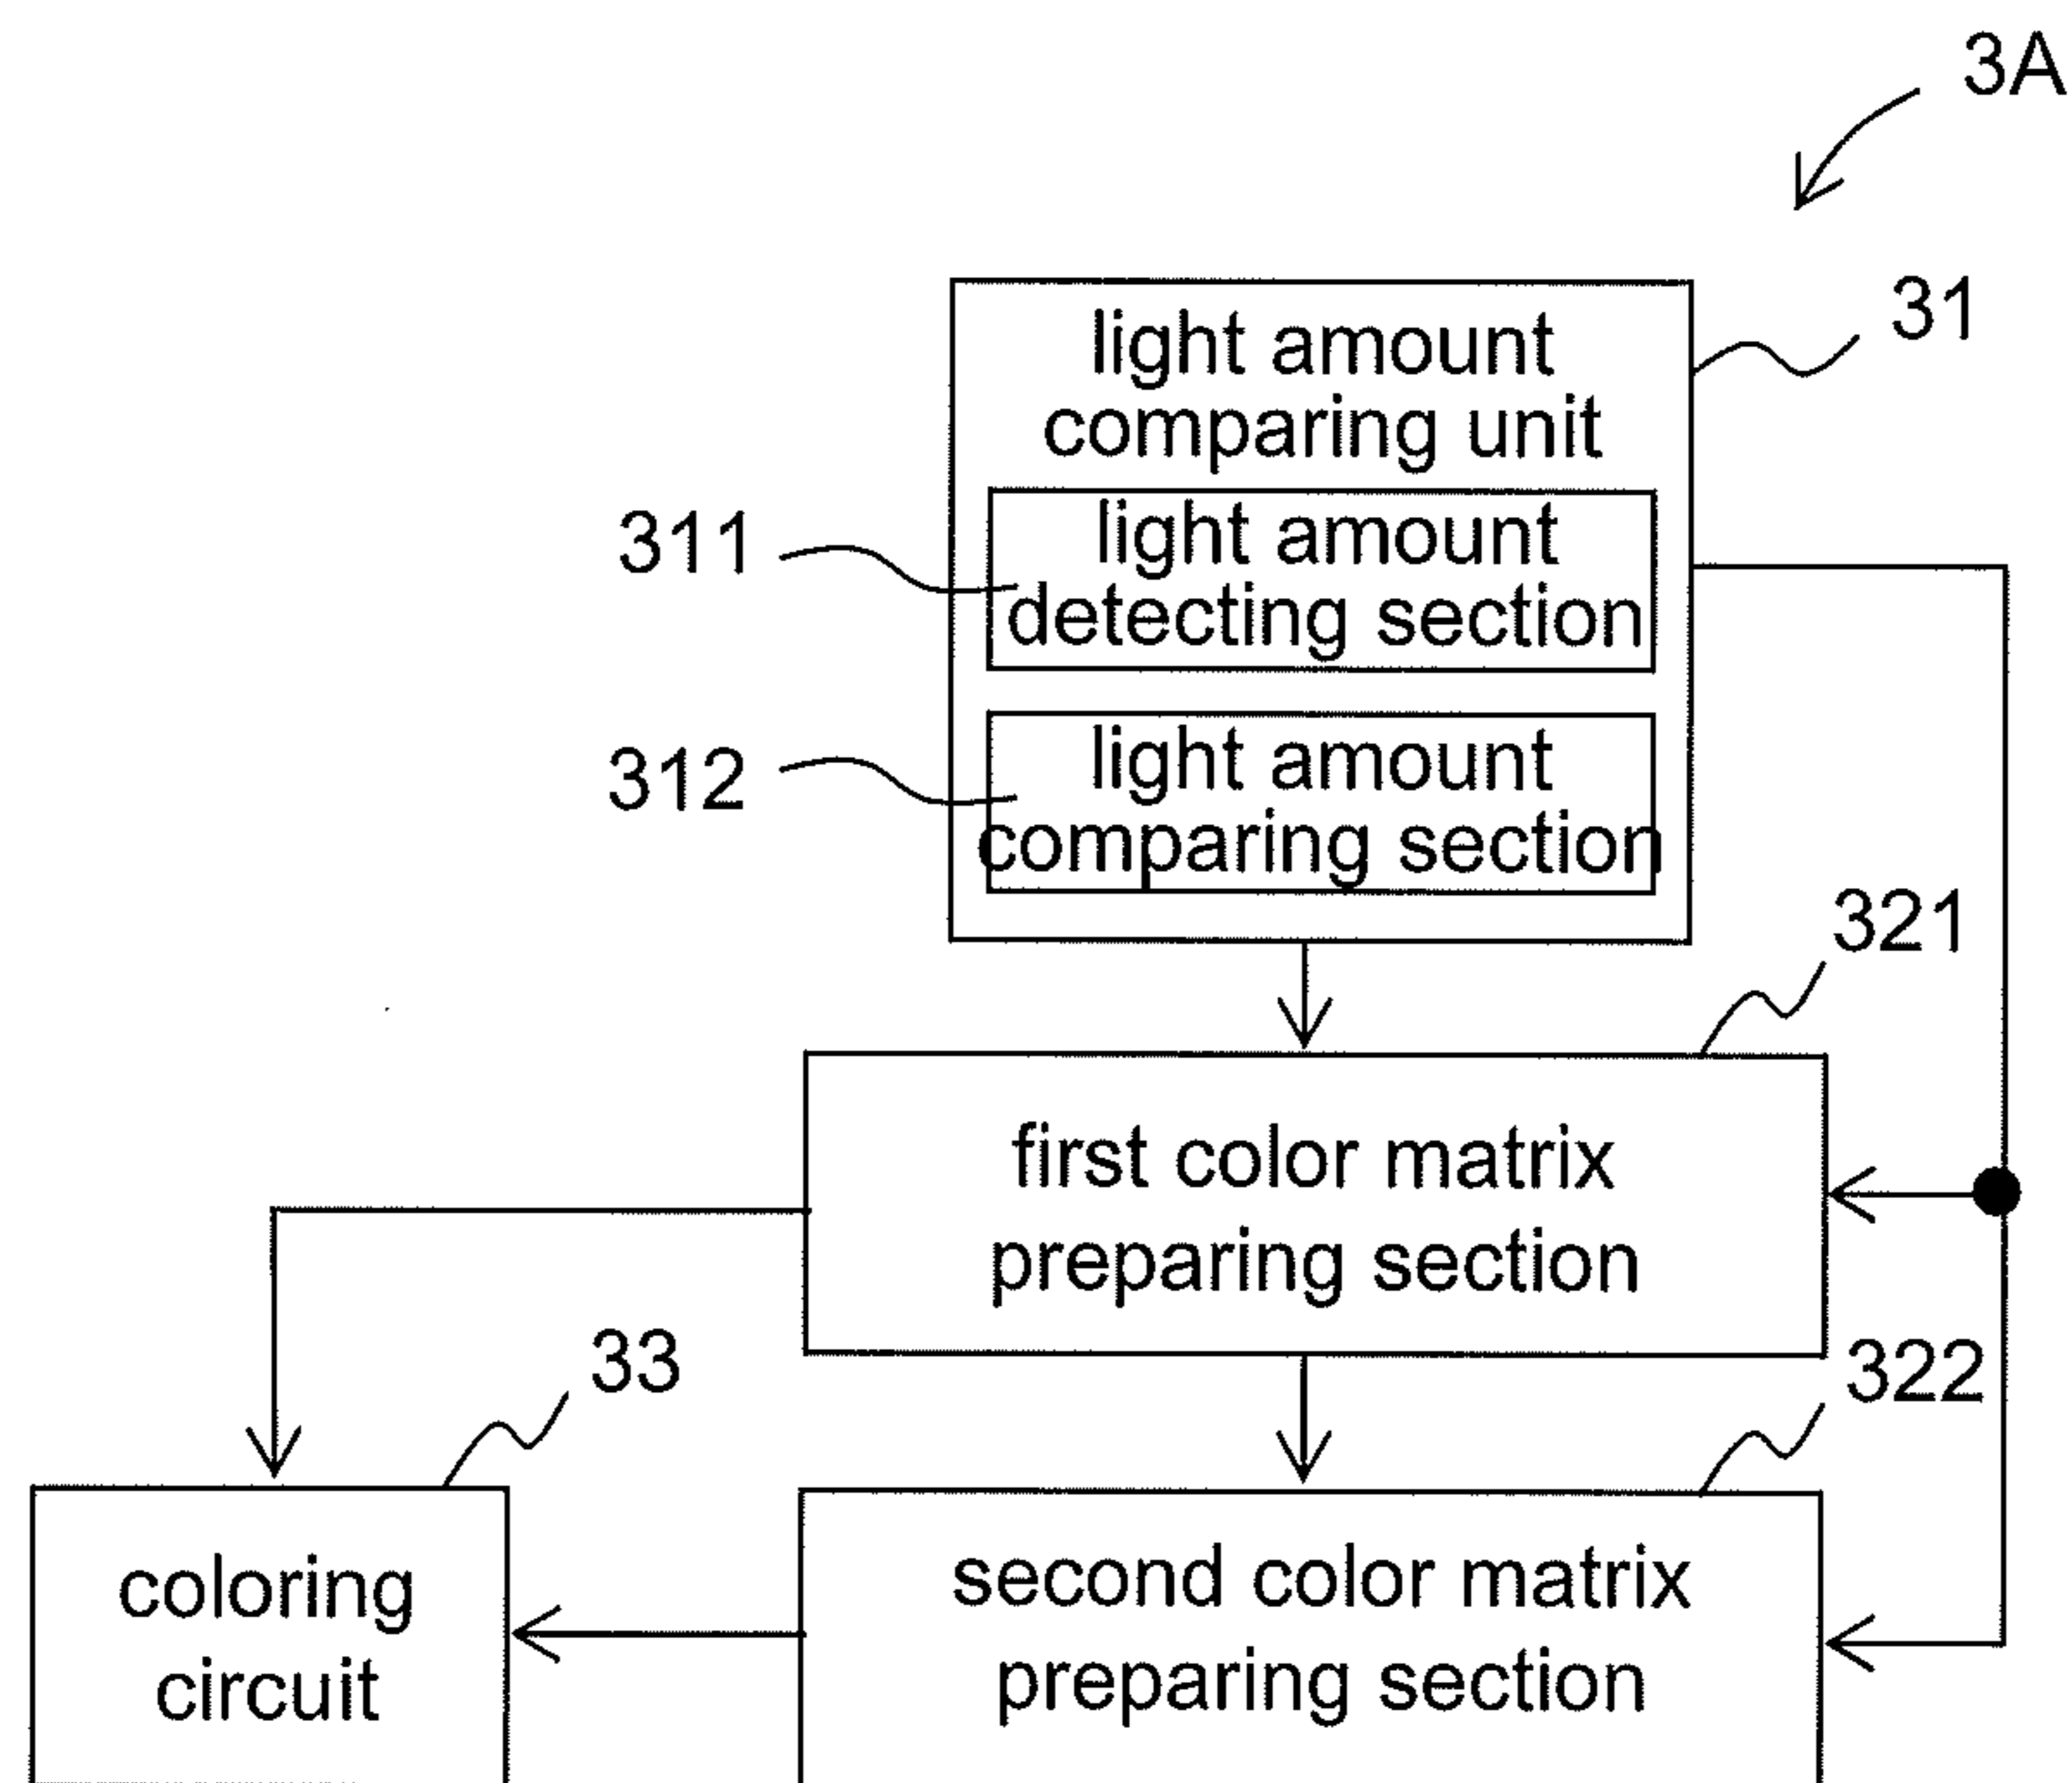 3A
31
light amount
comparing unit
311
light amount
detecting section
312
light amount
comparing section
321
first color matrix
preparing section
33
322
coloring
circuit
second color matrix
preparing section